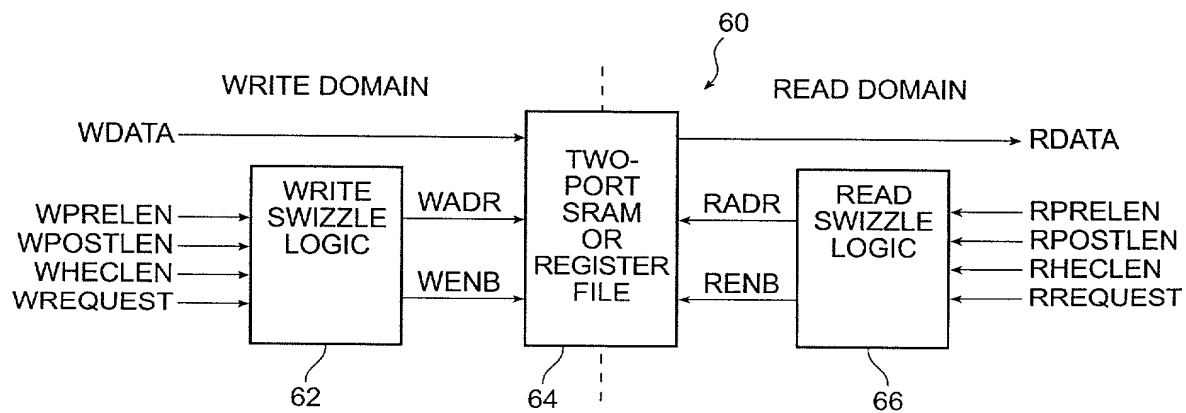 60
WRITE DOMAIN
READ DOMAIN
WDATA
RDATA
TWO-
PORT
SRAM
OR
REGISTER
FILE
WRITE
SWIZZLE
LOGIC
READ
SWIZZLE
LOGIC
WPRELEN
WPOSTLEN
WHECLEN
WREQUEST
WADR
WENB
RADR
RENB
RPRELEN
RPOSTLEN
RHECLEN
RREQUEST
62
64
66